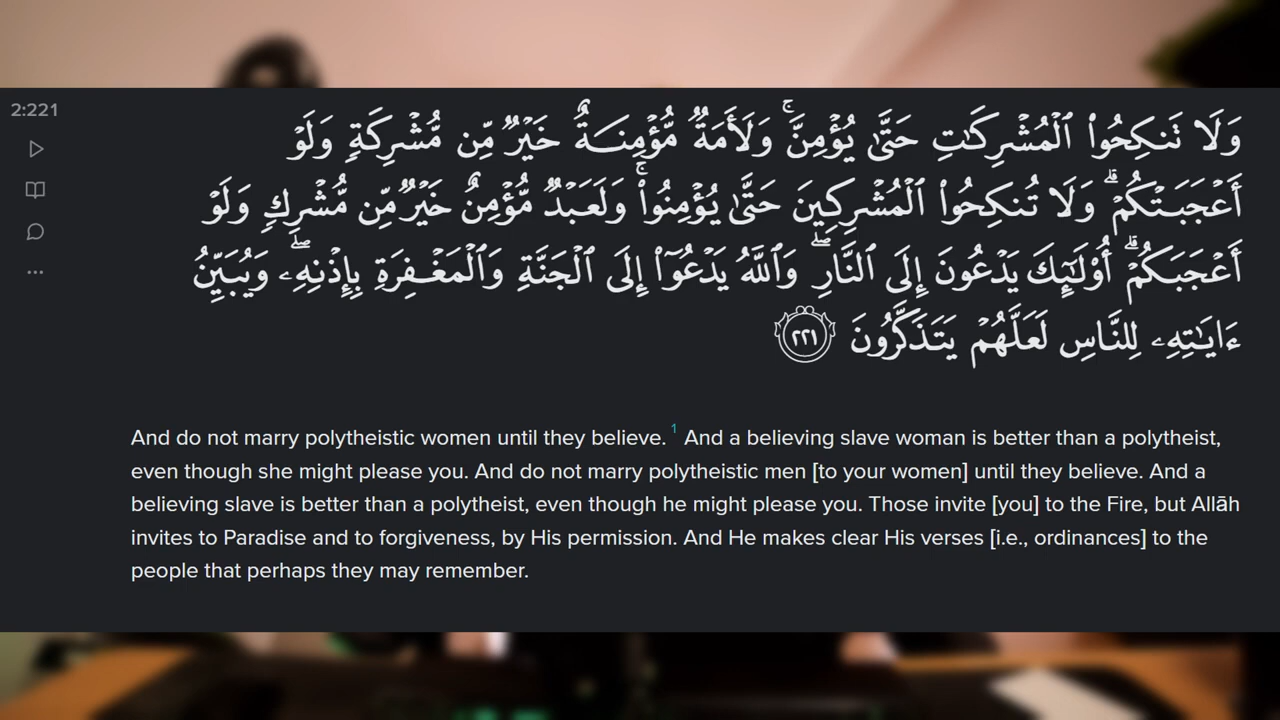 2:221
وَلَا تَنكِحُوا۟ ٱلْمُشْرِكَـٰتِ حَتَّىٰ يُؤْمِنَّ ۚ وَلَأَمَةٌۭ مُّؤْمِنَةٌ خَيْرٌۭ مِّن مُّشْرِكَةٍۢ وَلَوْ
أَعْجَبَتْكُمْ ۗ وَلَا تُنكِحُوا۟ ٱلْمُشْرِكِينَ حَتَّىٰ يُؤْمِنُوا۟ ۚ وَلَعَبْدٌۭ مُّؤْمِنٌ خَيْرٌۭ مِّن مُّشْرِكٍۢ وَلَوْ
أَعْجَبَكُمْ ۗ أُو۟لَـٰٓئِكَ يَدْعُونَ إِلَى ٱلنَّارِ ۖ وَٱللَّهُ يَدْعُوٓا۟ إِلَى ٱلْجَنَّةِ وَٱلْمَغْفِرَةِ بِإِذْنِهِۦ ۖ وَيُبَيِّنُ
ءَايَـٰتِهِۦ لِلنَّاسِ لَعَلَّهُمْ يَتَذَكَّرُونَ ٢٢١
And do not marry polytheistic women until they believe. 1 And a believing slave woman is better than a polytheist,
even though she might please you. And do not marry polytheistic men [to your women] until they believe. And a
believing slave is better than a polytheist, even though he might please you. Those invite [you] to the Fire, but Allāh
invites to Paradise and to forgiveness, by His permission. And He makes clear His verses [i.e., ordinances] to the
people that perhaps they may remember.